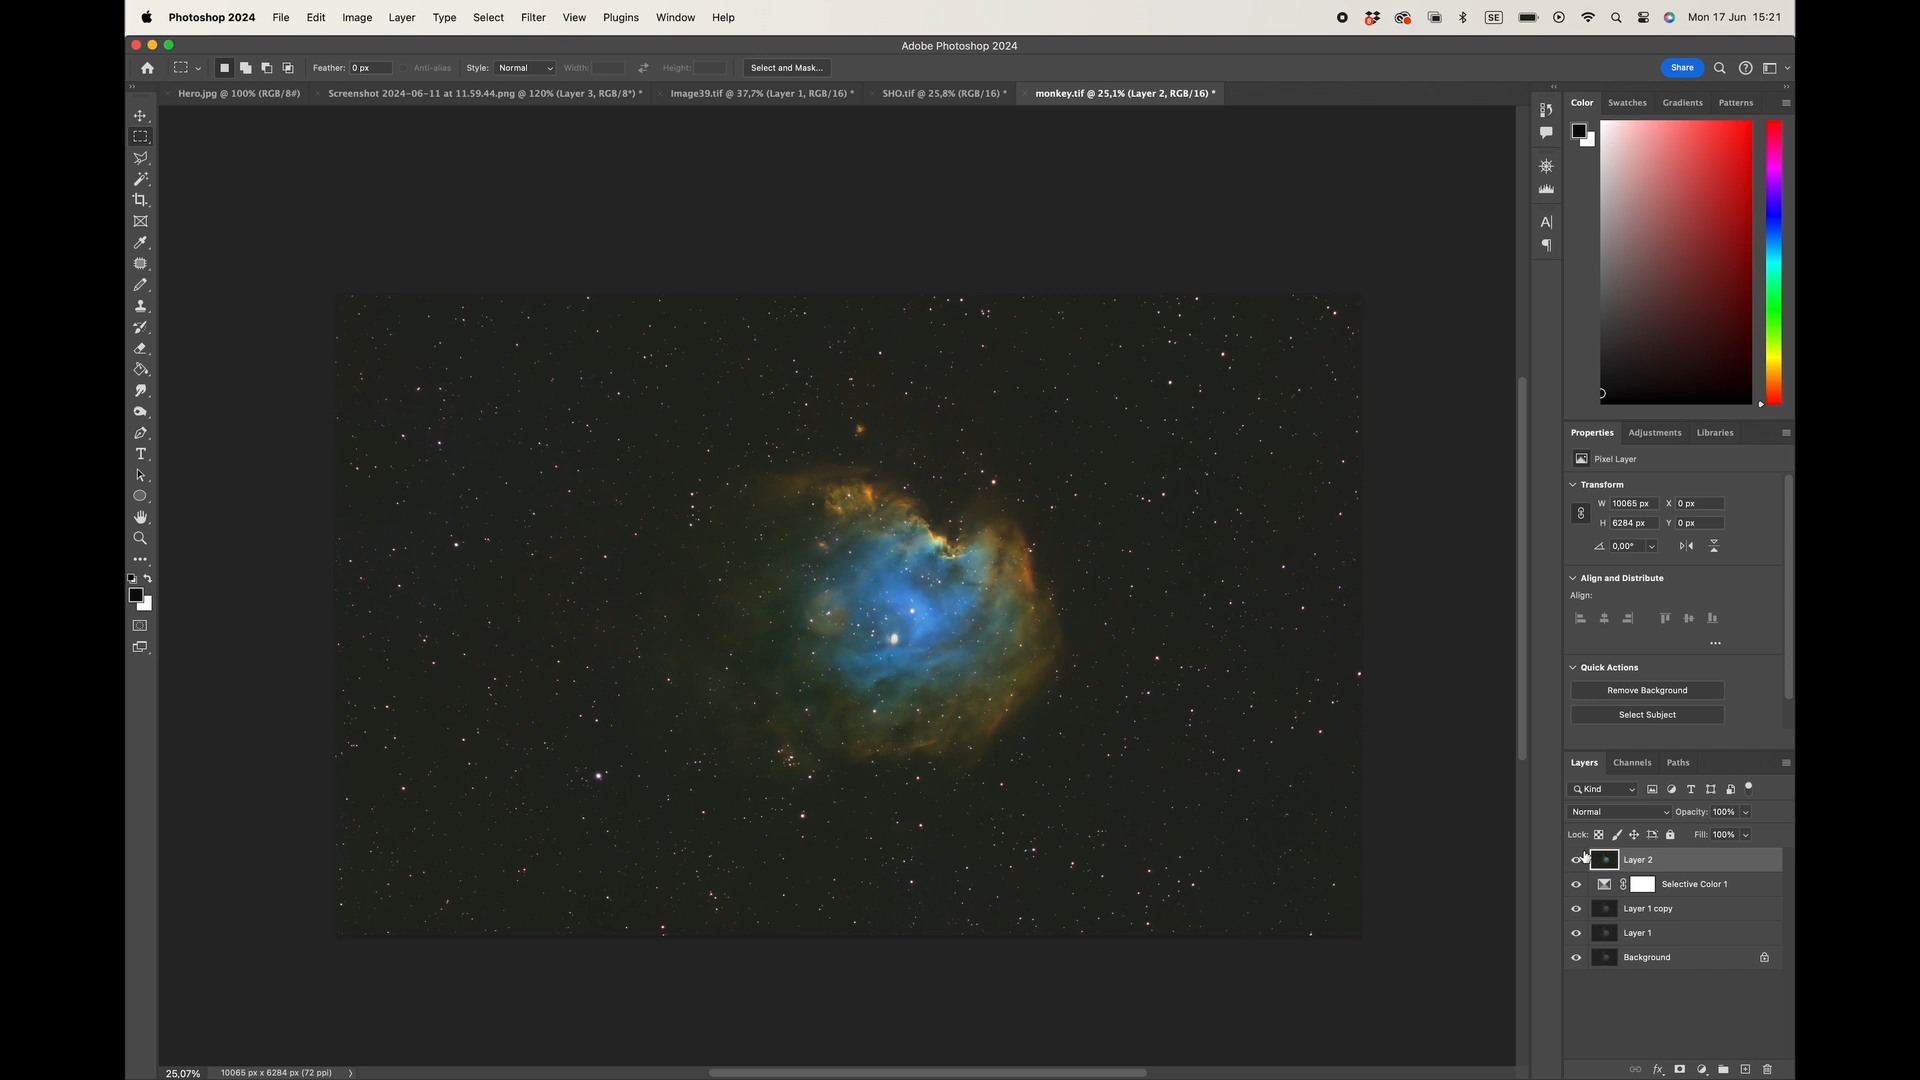 Photoshop 2024 File Edit Image Layer Type Select Filter View Plugins Window Help
8 SE Mon 17 Jun 15:21
Adobe Photoshop 2024
Feather: 0 px Anti-alias Style: Normal Width: Height: Select and Mask... Share
Hero.jpg @ 100% (RGB/8#) Screenshot 2024-06-11 at 11.59.44.png @ 120% (Layer 3, RGB/8*) * Image39.tif @ 37,7% (Layer 1, RGB/16) * SHO.tif @ 25,8% (RGB/16) * monkey.tif @ 25,1% (Layer 2, RGB/16) *
Color Swatches Gradients Patterns
Properties Adjustments Libraries
Pixel Layer
Transform
W 10065 px X 0 px
H 6284 px Y 0 px
0,00°
Align and Distribute
Align:
Quick Actions
Remove Background
Select Subject
Layers Channels Paths
Kind
Normal Opacity: 100%
Lock: Fill: 100%
Layer 2
Selective Color 1
Layer 1 copy
Layer 1
Background
25,07% 10065 px x 6284 px (72 ppi)